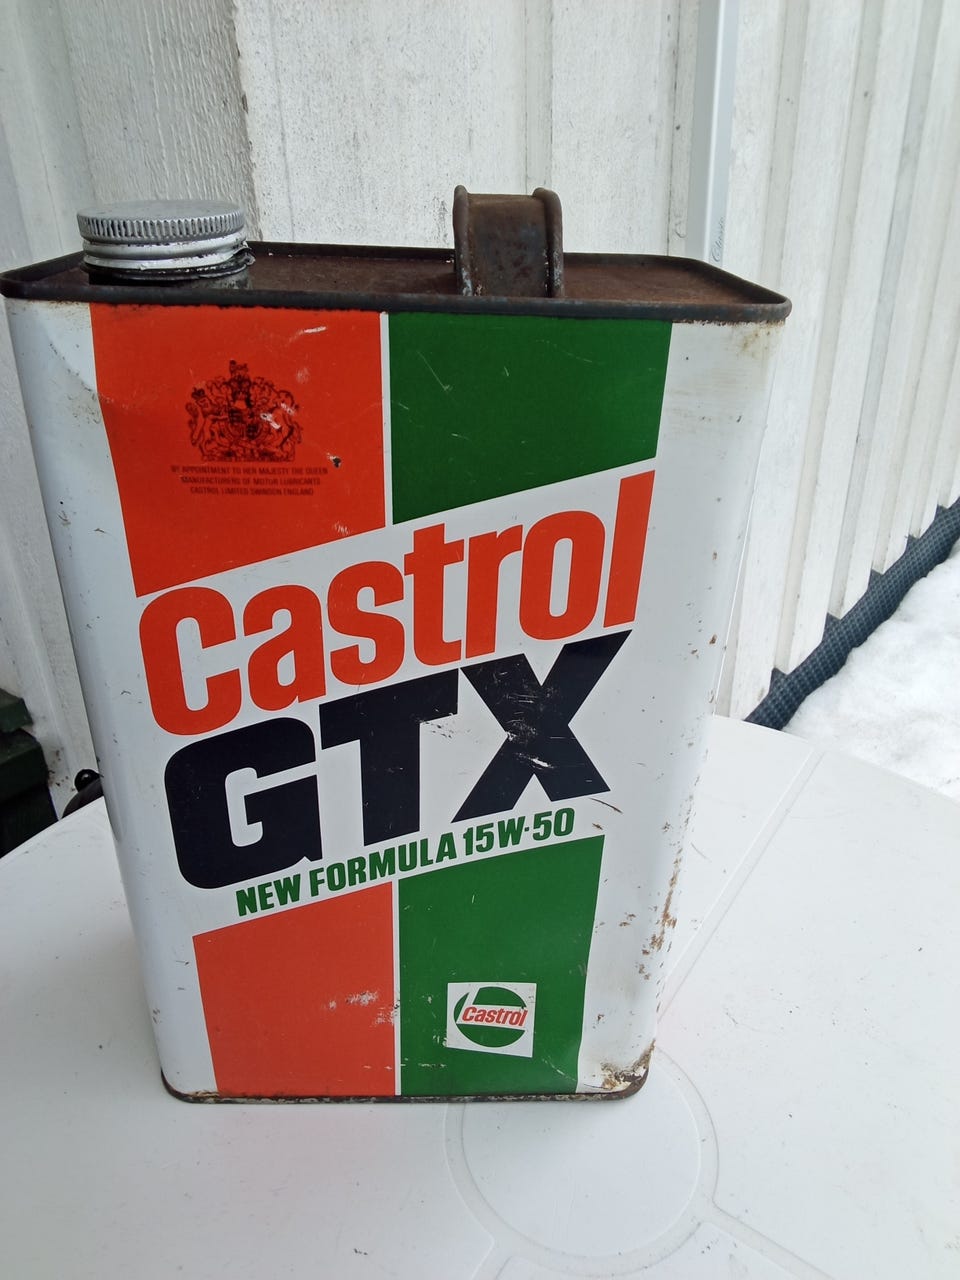 BY APPOINTMENT TO HER MAJESTY THE QUEEN
MANUFACTURERS OF MOTOR LUBRICANTS
CASTROL LIMITED SWINDON ENGLAND
Castrol
GTX
NEW FORMULA 15W-50
Castrol